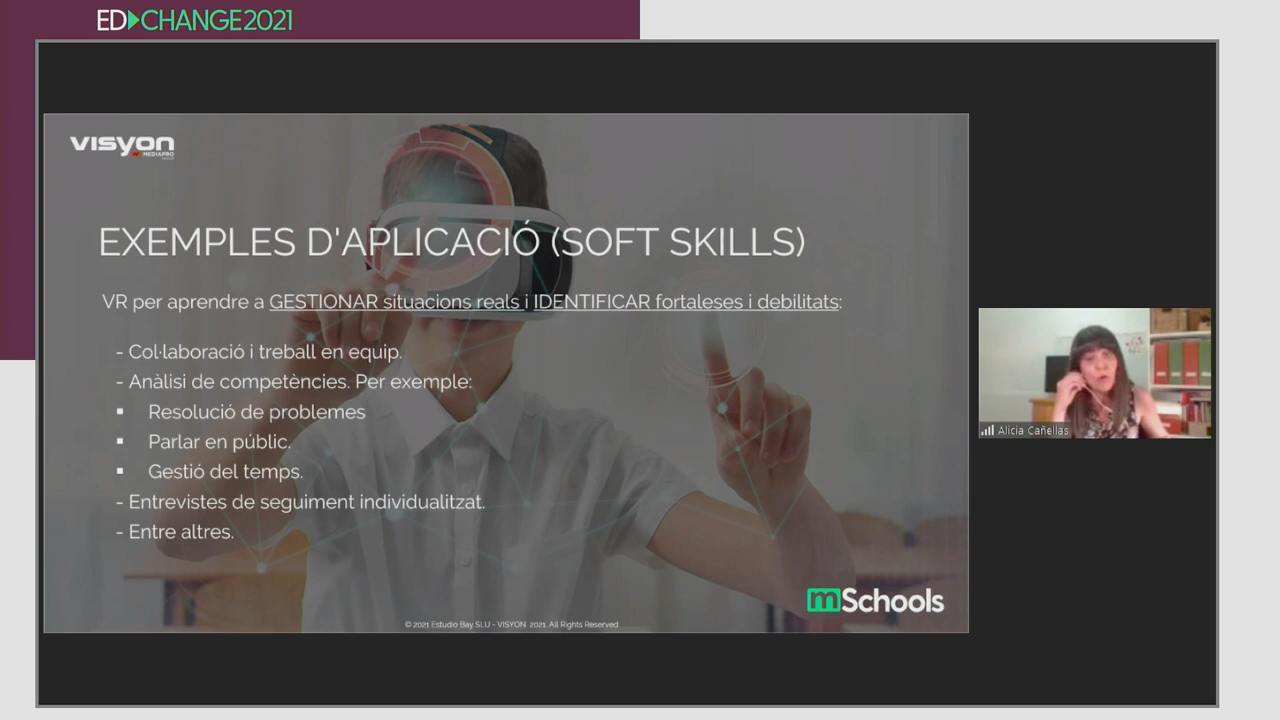 ED CHANGE2021
visyon
MEDIAPRO
GROUP
EXEMPLES D'APLICACIÓ (SOFT SKILLS)
VR per aprendre a GESTIONAR situacions reals i IDENTIFICAR fortaleses i debilitats:
- Col·laboració i treball en equip.
- Anàlisi de competències. Per exemple:
▪ Resolució de problemes
▪ Parlar en públic.
▪ Gestió del temps.
- Entrevistes de seguiment individualitzat.
- Entre altres.
Alicia Cañellas
mSchools
© 2021 Estudio Bay SLU - VISYON 2021. All Rights Reserved